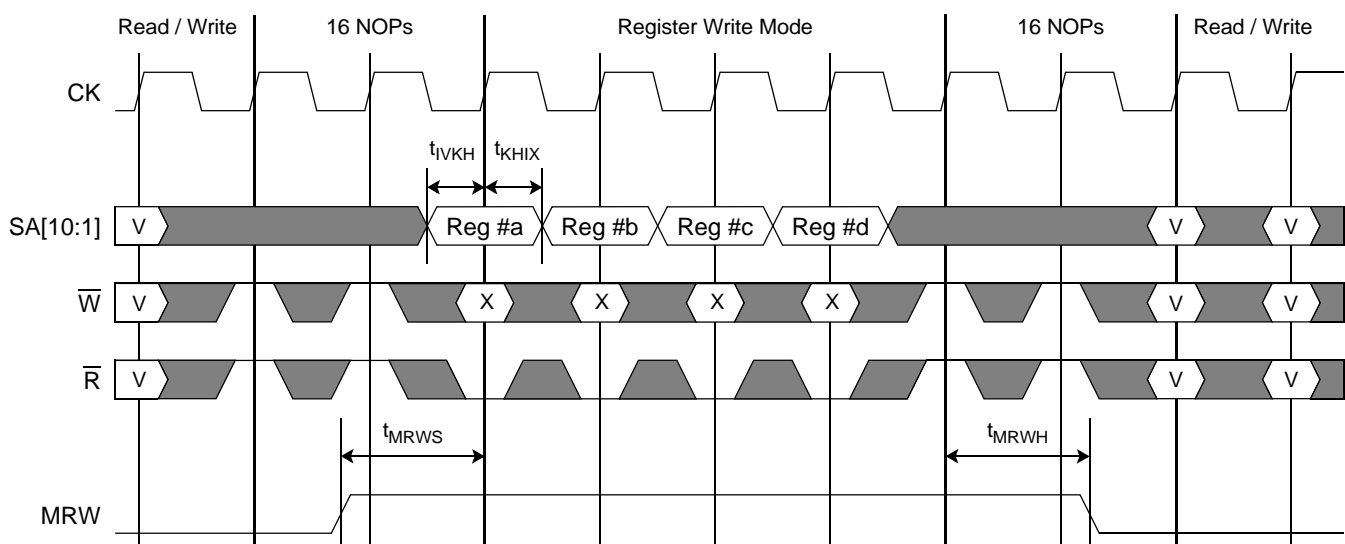 Read / Write 16 NOPs Register Write Mode 16 NOPs Read / Write
CK
tIVKH tKHIX
SA[10:1] V Reg #a Reg #b Reg #c Reg #d V V
W̅ V X X X X V V
R̅ V V V
tMRWS tMRWH
MRW